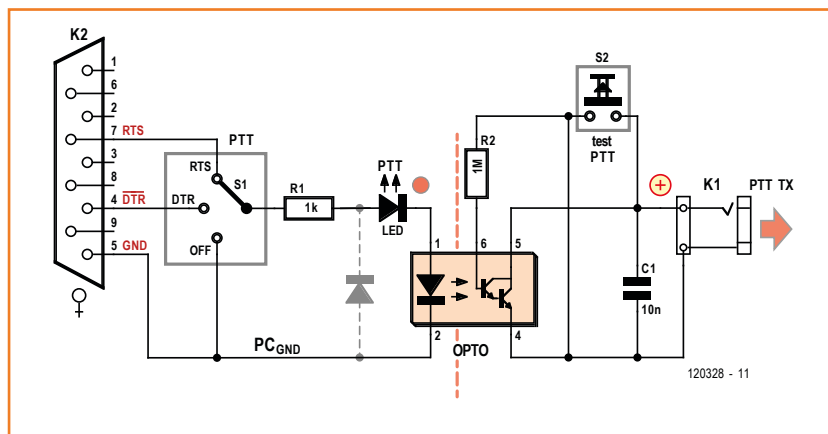 K2
1
6
2
7 RTS
3
8
4 DTR
9
5 GND
PTT
RTS
S1
DTR
OFF
R1
1k
PTT
LED
PC GND
R2
1M
1
6
5
2
4
OPTO
S2
test
PTT
+
K1
PTT TX
C1
10n
120328 - 11